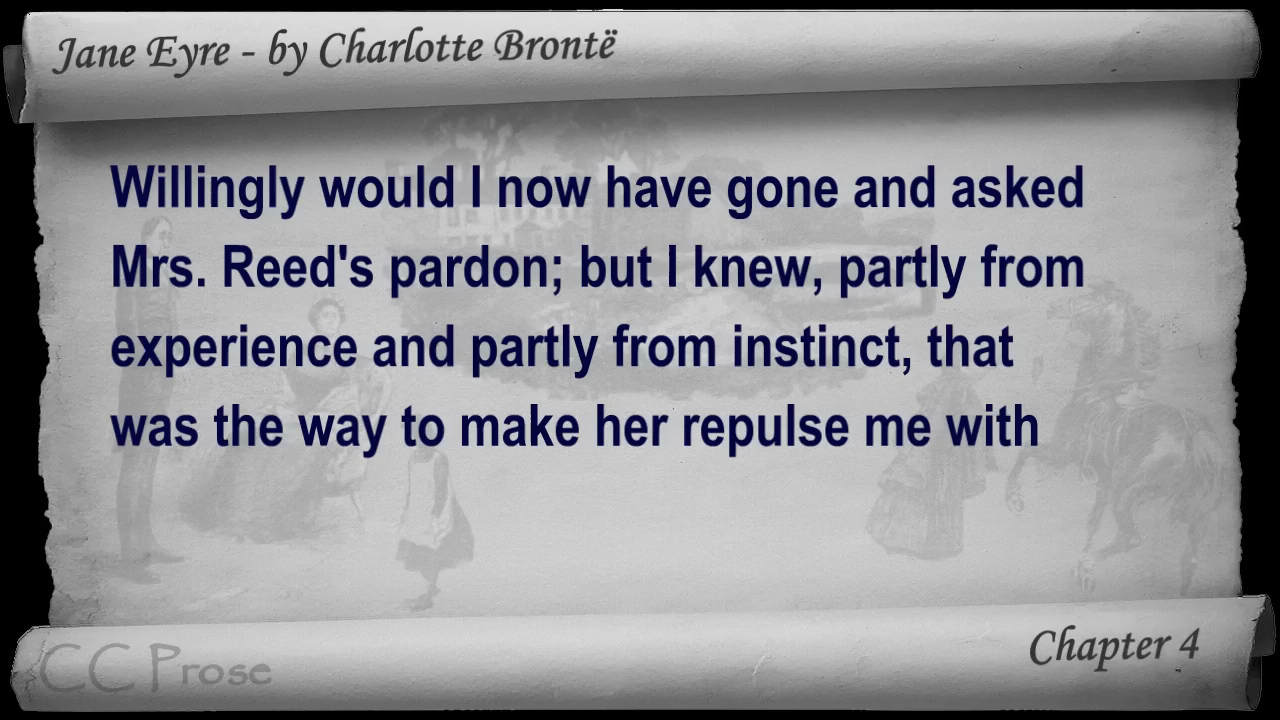 Jane Eyre - by Charlotte Brontë
Willingly would I now have gone and asked
Mrs. Reed's pardon; but I knew, partly from
experience and partly from instinct, that
was the way to make her repulse me with
CC Prose
Chapter 4